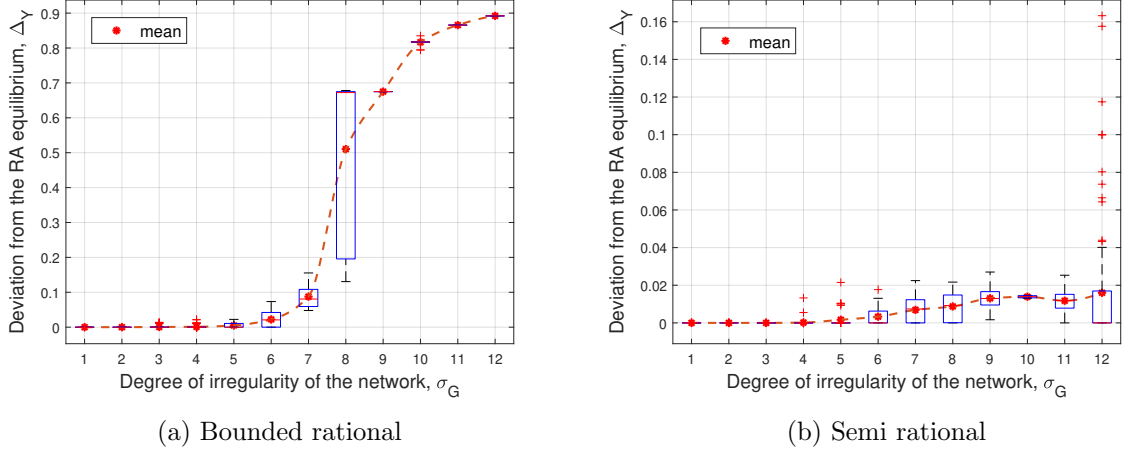 mean
0.9
0.8
0.7
0.6
0.5
0.4
0.3
0.2
0.1
0
Deviation from the RA equilibrium, Δ_Y
1 2 3 4 5 6 7 8 9 10 11 12
Degree of irregularity of the network, σ_G
(a) Bounded rational
mean
0.16
0.14
0.12
0.1
0.08
0.06
0.04
0.02
0
Deviation from the RA equilibrium, Δ_Y
1 2 3 4 5 6 7 8 9 10 11 12
Degree of irregularity of the network, σ_G
(b) Semi rational